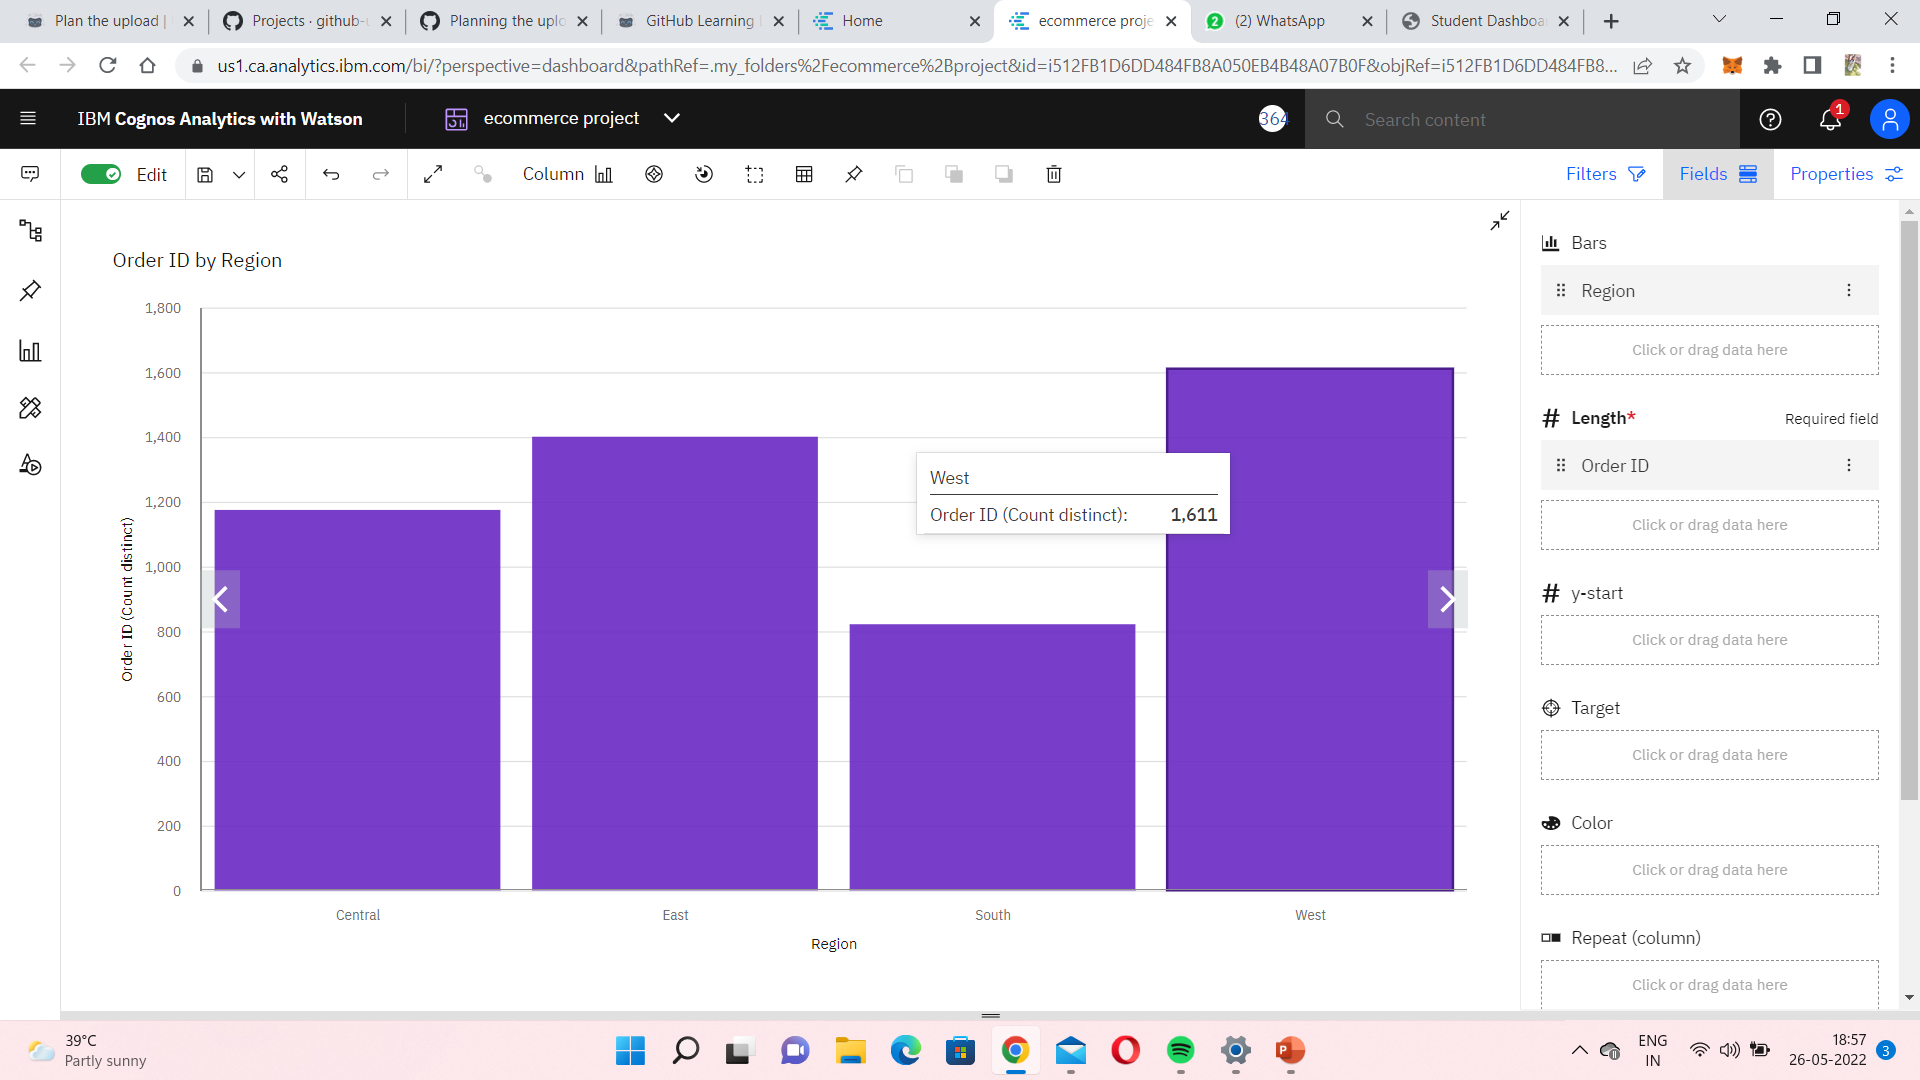 Plan the upload |
Projects · github-u
Planning the uplo
GitHub Learning
Home
ecommerce proje
(2) WhatsApp
Student Dashboa
us1.ca.analytics.ibm.com/bi/?perspective=dashboard&pathRef=.my_folders%2Fecommerce%2Bproject&id=i512FB1D6DD484FB8A050EB4B48A07B0F&objRef=i512FB1D6DD484FB8...
IBM Cognos Analytics with Watson
ecommerce project
364
Search content
1
Edit
Column
Filters
Fields
Properties
Order ID by Region
1,800
1,600
1,400
1,200
1,000
800
600
400
200
0
Order ID (Count distinct)
West
Order ID (Count distinct): 1,611
Central
East
South
West
Region
Bars
Region
Click or drag data here
Length*
Required field
Order ID
Click or drag data here
y-start
Click or drag data here
Target
Click or drag data here
Color
Click or drag data here
Repeat (column)
Click or drag data here
39°C
Partly sunny
ENG
IN
18:57
26-05-2022
3